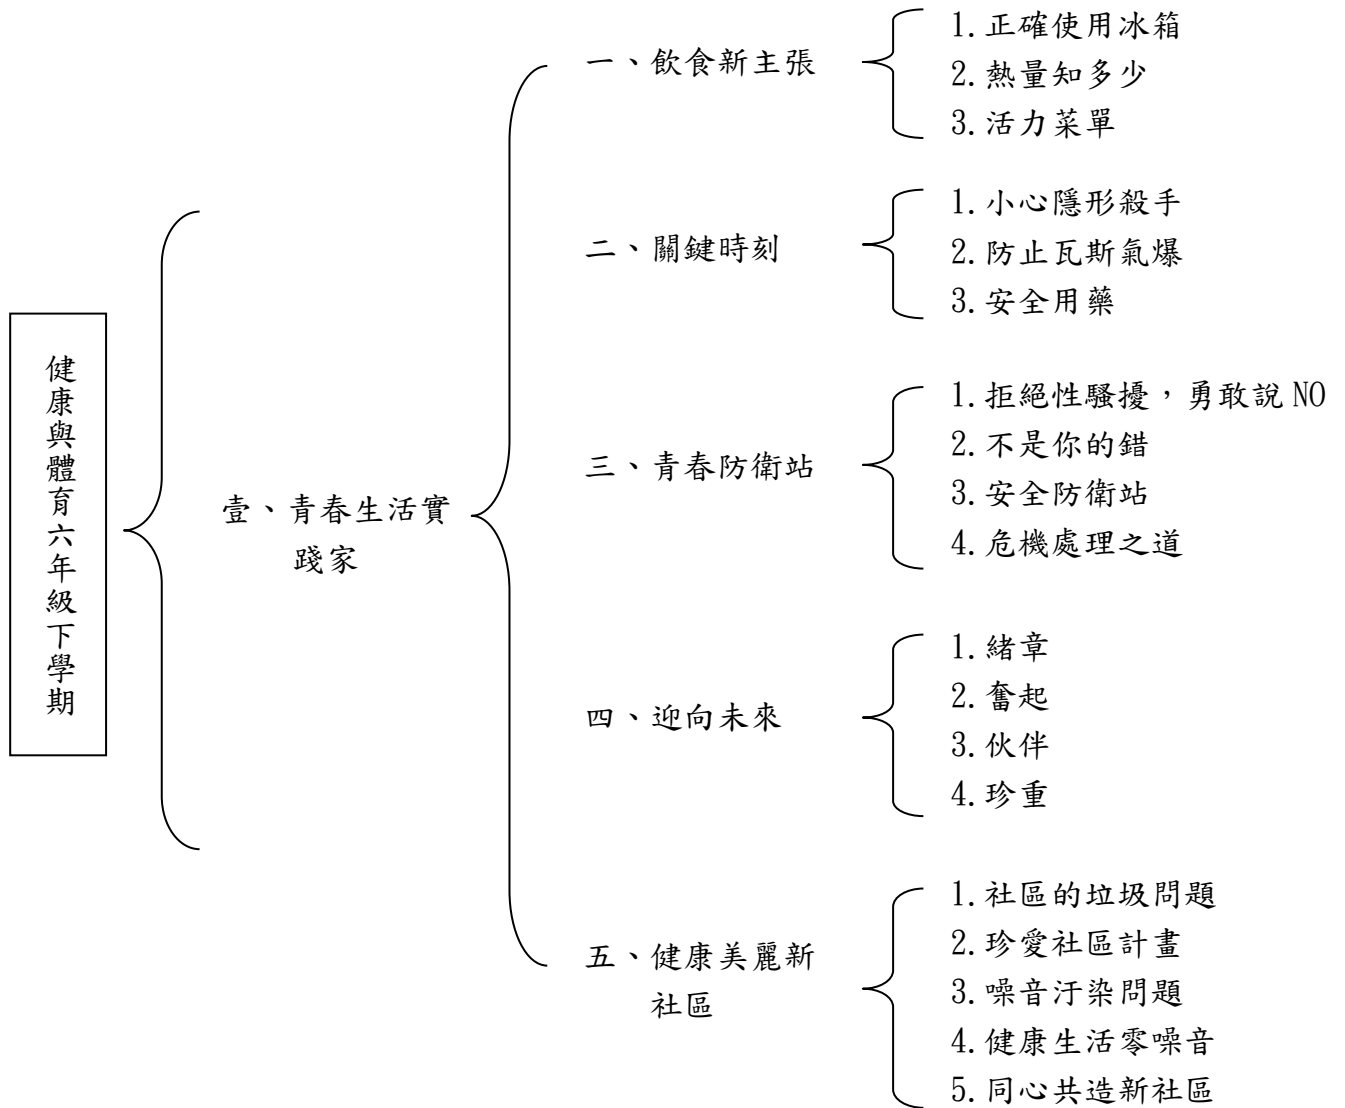 健康與體育六年級下學期
壹、青春生活實
踐家
一、飲食新主張
1.正確使用冰箱
2.熱量知多少
3.活力菜單
二、關鍵時刻
1.小心隱形殺手
2.防止瓦斯氣爆
3.安全用藥
三、青春防衛站
1.拒絕性騷擾，勇敢說 NO
2.不是你的錯
3.安全防衛站
4.危機處理之道
四、迎向未來
1.緒章
2.奮起
3.伙伴
4.珍重
五、健康美麗新
社區
1.社區的垃圾問題
2.珍愛社區計畫
3.噪音汙染問題
4.健康生活零噪音
5.同心共造新社區